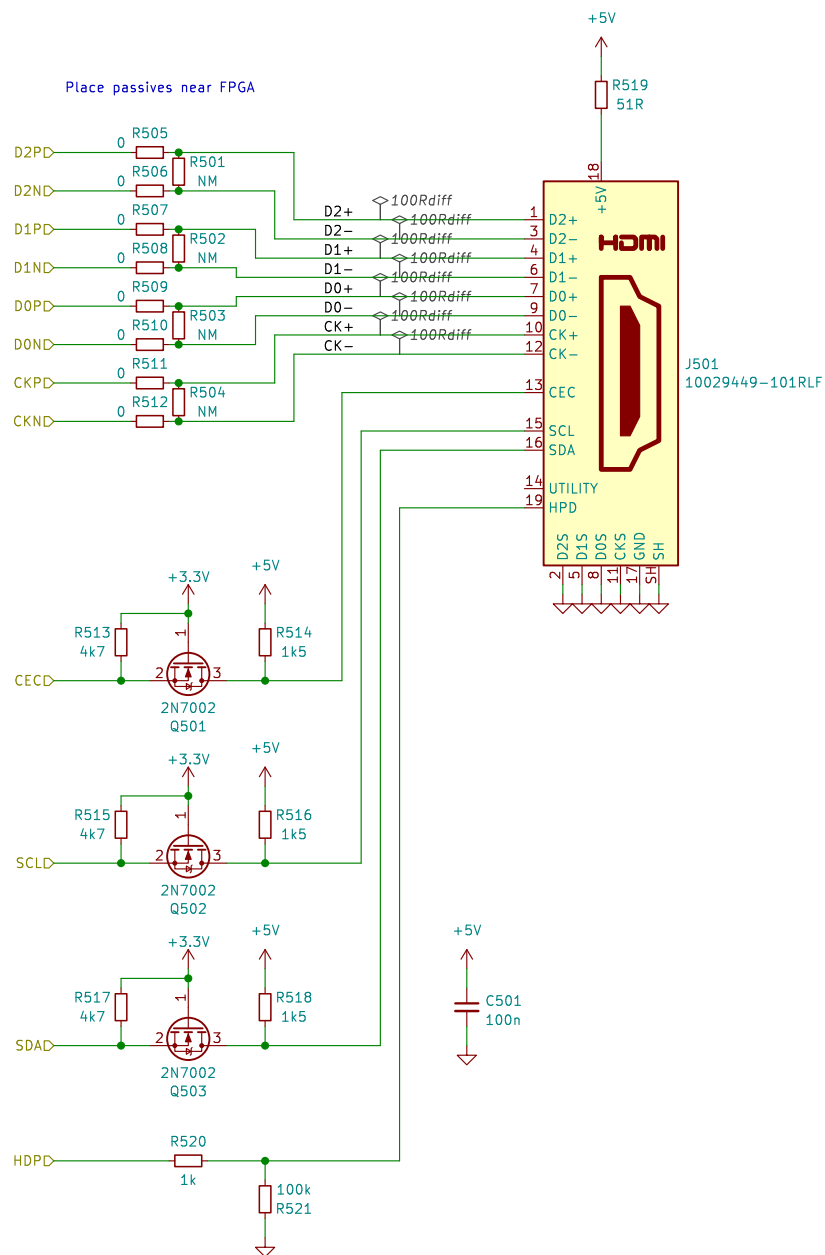 +5V
Place passives near FPGA
R519
51R
D2P
0
R505
R501
NM
D2N
0
R506
D1P
0
R507
R502
NM
D1N
0
R508
D0P
0
R509
R503
NM
D0N
0
R510
CKP
0
R511
R504
NM
CKN
0
R512
D2+
D2-
D1+
D1-
D0+
D0-
CK+
CK-
100Rdiff
100Rdiff
100Rdiff
100Rdiff
100Rdiff
100Rdiff
100Rdiff
100Rdiff
18
+5V
HDMI
1 D2+
3 D2-
4 D1+
6 D1-
7 D0+
9 D0-
10 CK+
12 CK-
13 CEC
15 SCL
16 SDA
14 UTILITY
19 HPD
J501
10029449-101RLF
D2S
D1S
D0S
CKS
GND
SH
2
5
8
11
17
SH
+3.3V
+5V
R513
4k7
1
R514
1k5
CEC
2
3
2N7002
Q501
+3.3V
+5V
R515
4k7
1
R516
1k5
SCL
2
3
2N7002
Q502
+3.3V
+5V
+5V
R517
4k7
1
R518
1k5
C501
100n
SDA
2
3
2N7002
Q503
HDP
R520
1k
100k
R521